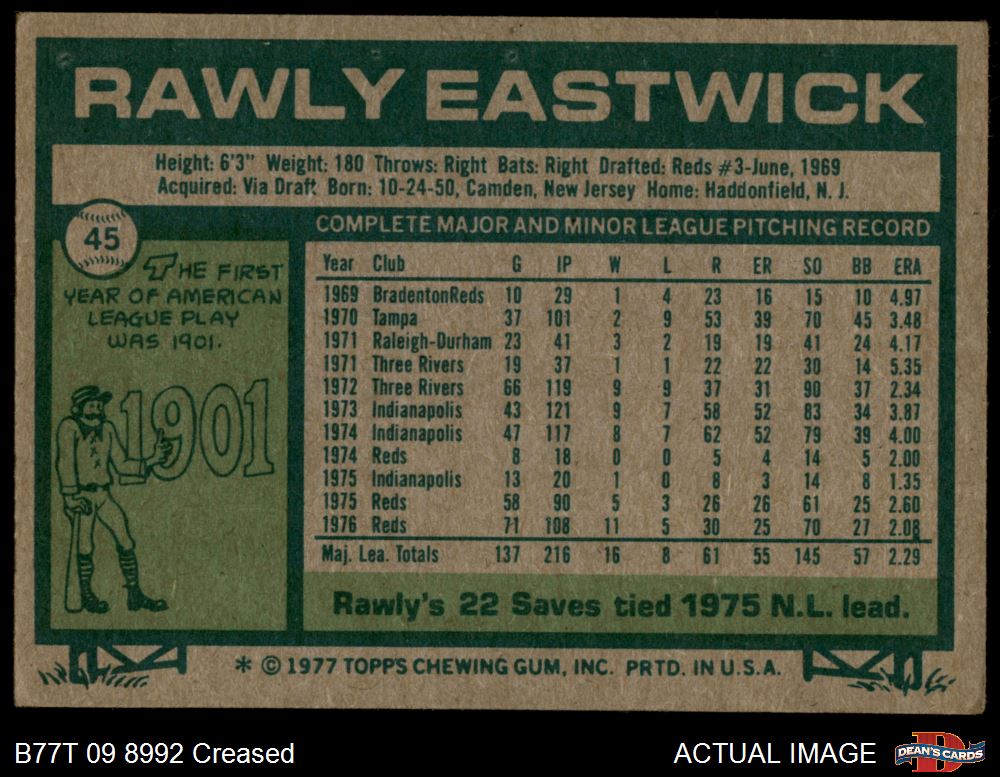 RAWLY EASTWICK
Height: 6'3" Weight: 180 Throws: Right Bats: Right Drafted: Reds #3-June, 1969
Acquired: Via Draft Born: 10-24-50, Camden, New Jersey Home: Haddonfield, N. J.
45
THE FIRST
YEAR OF AMERICAN
LEAGUE PLAY
WAS 1901.
1901
COMPLETE MAJOR AND MINOR LEAGUE PITCHING RECORD
Year Club G IP W L R ER SO BB ERA
1969 BradentonReds 10 29 1 4 23 16 15 10 4.97
1970 Tampa 37 101 2 9 53 39 70 45 3.48
1971 Raleigh-Durham 23 41 3 2 19 19 41 24 4.17
1971 Three Rivers 19 37 1 1 22 22 30 14 5.35
1972 Three Rivers 66 119 9 9 37 31 90 37 2.34
1973 Indianapolis 43 121 9 7 58 52 83 34 3.87
1974 Indianapolis 47 117 8 7 62 52 79 39 4.00
1974 Reds 8 18 0 0 5 4 14 5 2.00
1975 Indianapolis 13 20 1 0 8 3 14 8 1.35
1975 Reds 58 90 5 3 26 26 61 25 2.60
1976 Reds 71 108 11 5 30 25 70 27 2.08
Maj. Lea. Totals 137 216 16 8 61 55 145 57 2.29
Rawly's 22 Saves tied 1975 N.L. lead.
* © 1977 TOPPS CHEWING GUM, INC. PRTD. IN U.S.A.
B77T 09 8992 Creased
ACTUAL IMAGE
DEAN'S CARDS